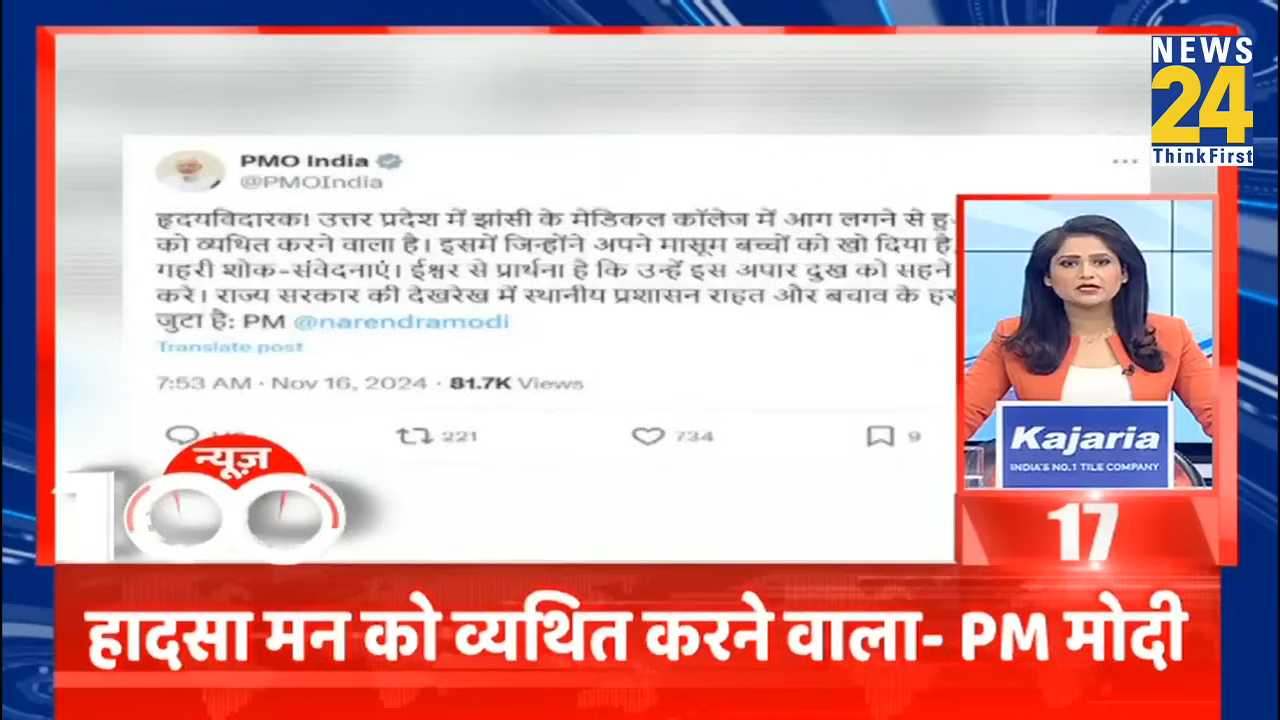 NEWS
24
ThinkFirst
PMO India
@PMOIndia
हृदयविदारक! उत्तर प्रदेश में झांसी के मेडिकल कॉलेज में आग लगने से
को व्यथित करने वाला है। इसमें जिन्होंने अपने मासूम बच्चों को खो दिया है,
गहरी शोक-संवेदनाएं। ईश्वर से प्रार्थना है कि उन्हें इस अपार दुख को सहने
करे। राज्य सरकार की देखरेख में स्थानीय प्रशासन राहत और बचाव के
जुटा है: PM @narendramodi
Translate post
7:53 AM · Nov 16, 2024 · 81.7K Views
221 734 9
न्यूज़
100
Kajaria
INDIA'S NO.1 TILE COMPANY
17
हादसा मन को व्यथित करने वाला- PM मोदी